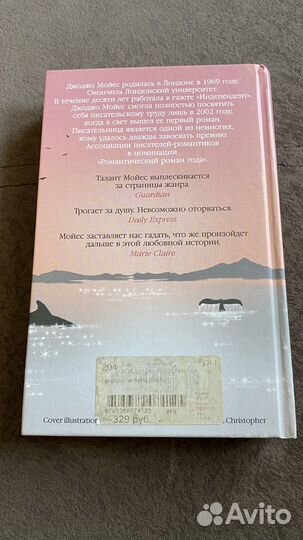 Джоджо Мойес родилась в Лондоне в 1969 году.
Окончила Лондонский университет.
В течение десяти лет работала в газете «Индепендент».
Джоджо Мойес смогла полностью посвятить
себя писательскому труду лишь в 2002 году,
когда в свет вышел ее первый роман.
Писательница является одной из немногих,
кому удалось дважды завоевать премию
Ассоциации писателей-романтиков
в номинации
«Романтический роман года».
Талант Мойес выплескивается
за страницы жанра.
Guardian
Трогает за душу. Невозможно оторваться.
Daily Express
Мойес заставляет нас гадать, что же произойдет
дальше в этой любовной истории.
Marie Claire
204
РЧ
329 руб.
Cover illustration
Christopher
Avito